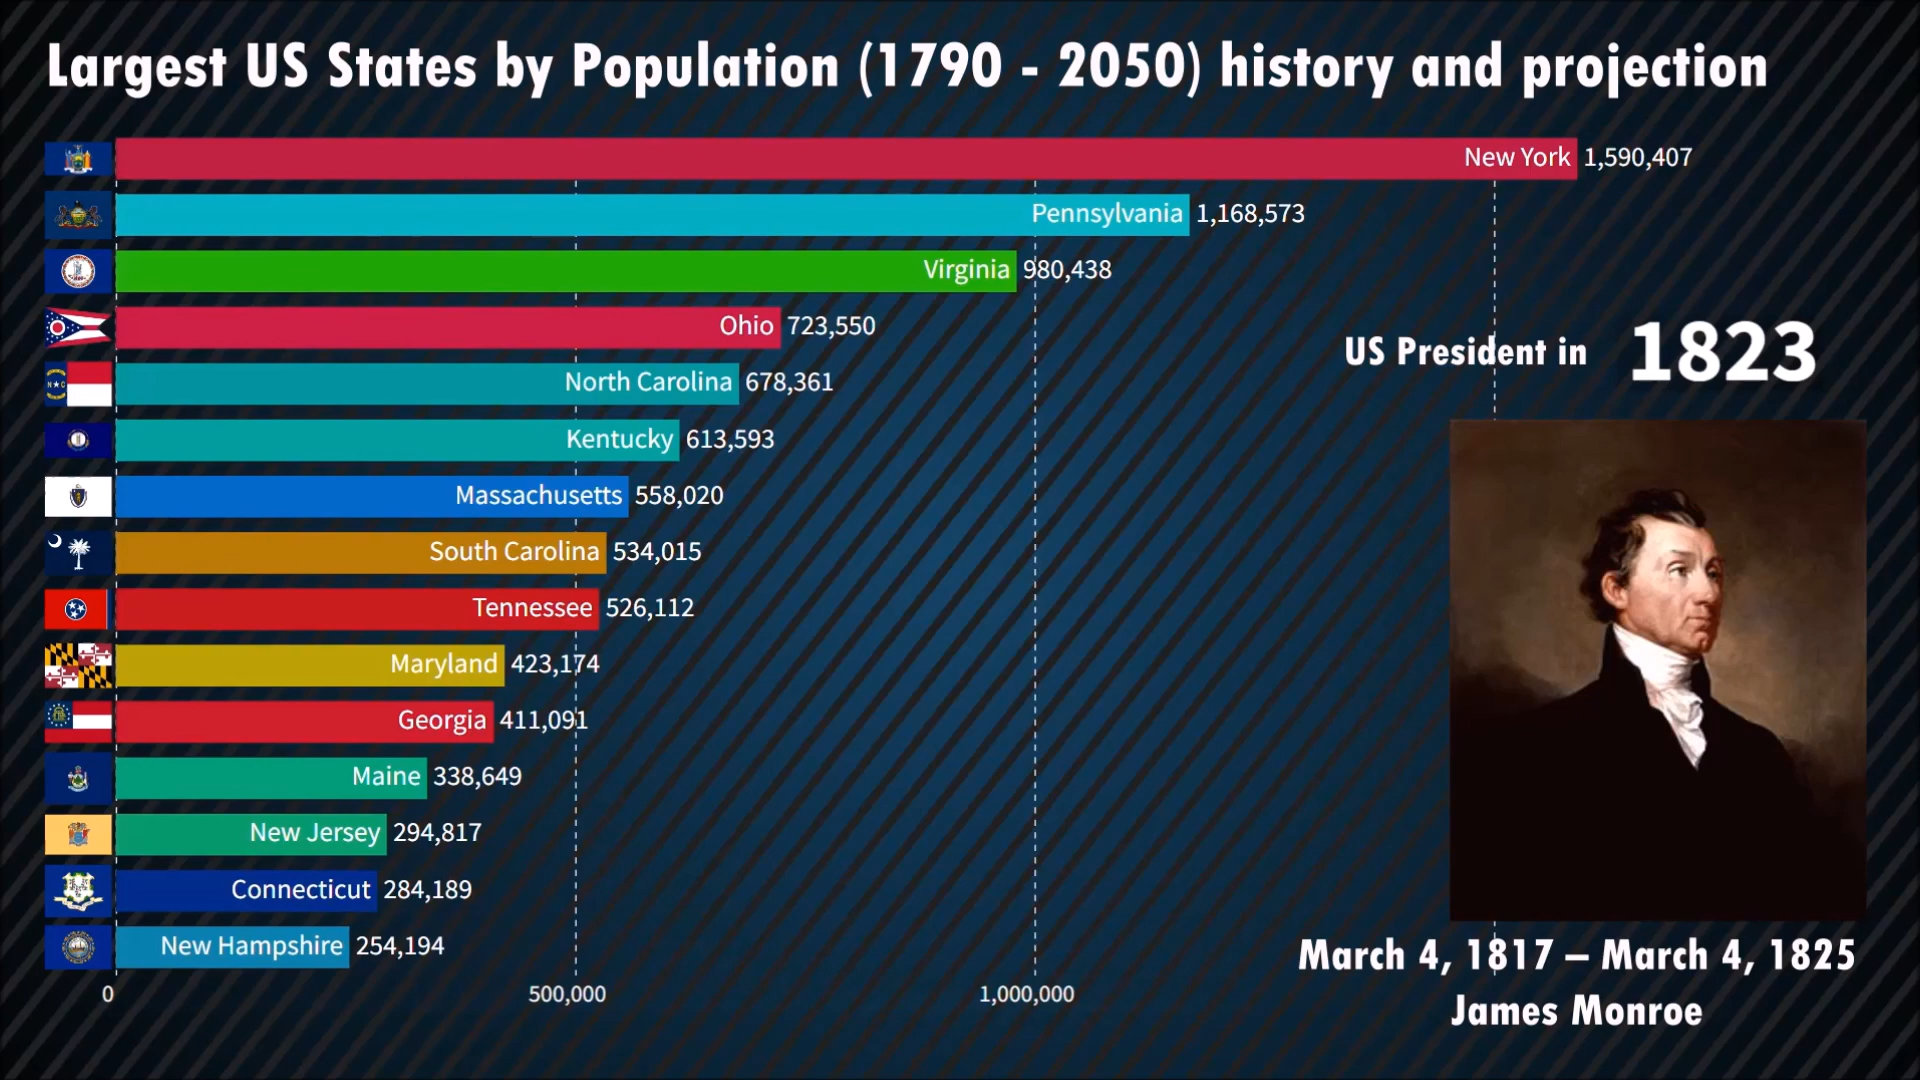 Largest US States by Population (1790 - 2050) history and projection
New York 1,590,407
Pennsylvania 1,168,573
Virginia 980,438
Ohio 723,550
North Carolina 678,361
Kentucky 613,593
Massachusetts 558,020
South Carolina 534,015
Tennessee 526,112
Maryland 423,174
Georgia 411,091
Maine 338,649
New Jersey 294,817
Connecticut 284,189
New Hampshire 254,194
0 500,000 1,000,000
US President in 1823
March 4, 1817 – March 4, 1825
James Monroe